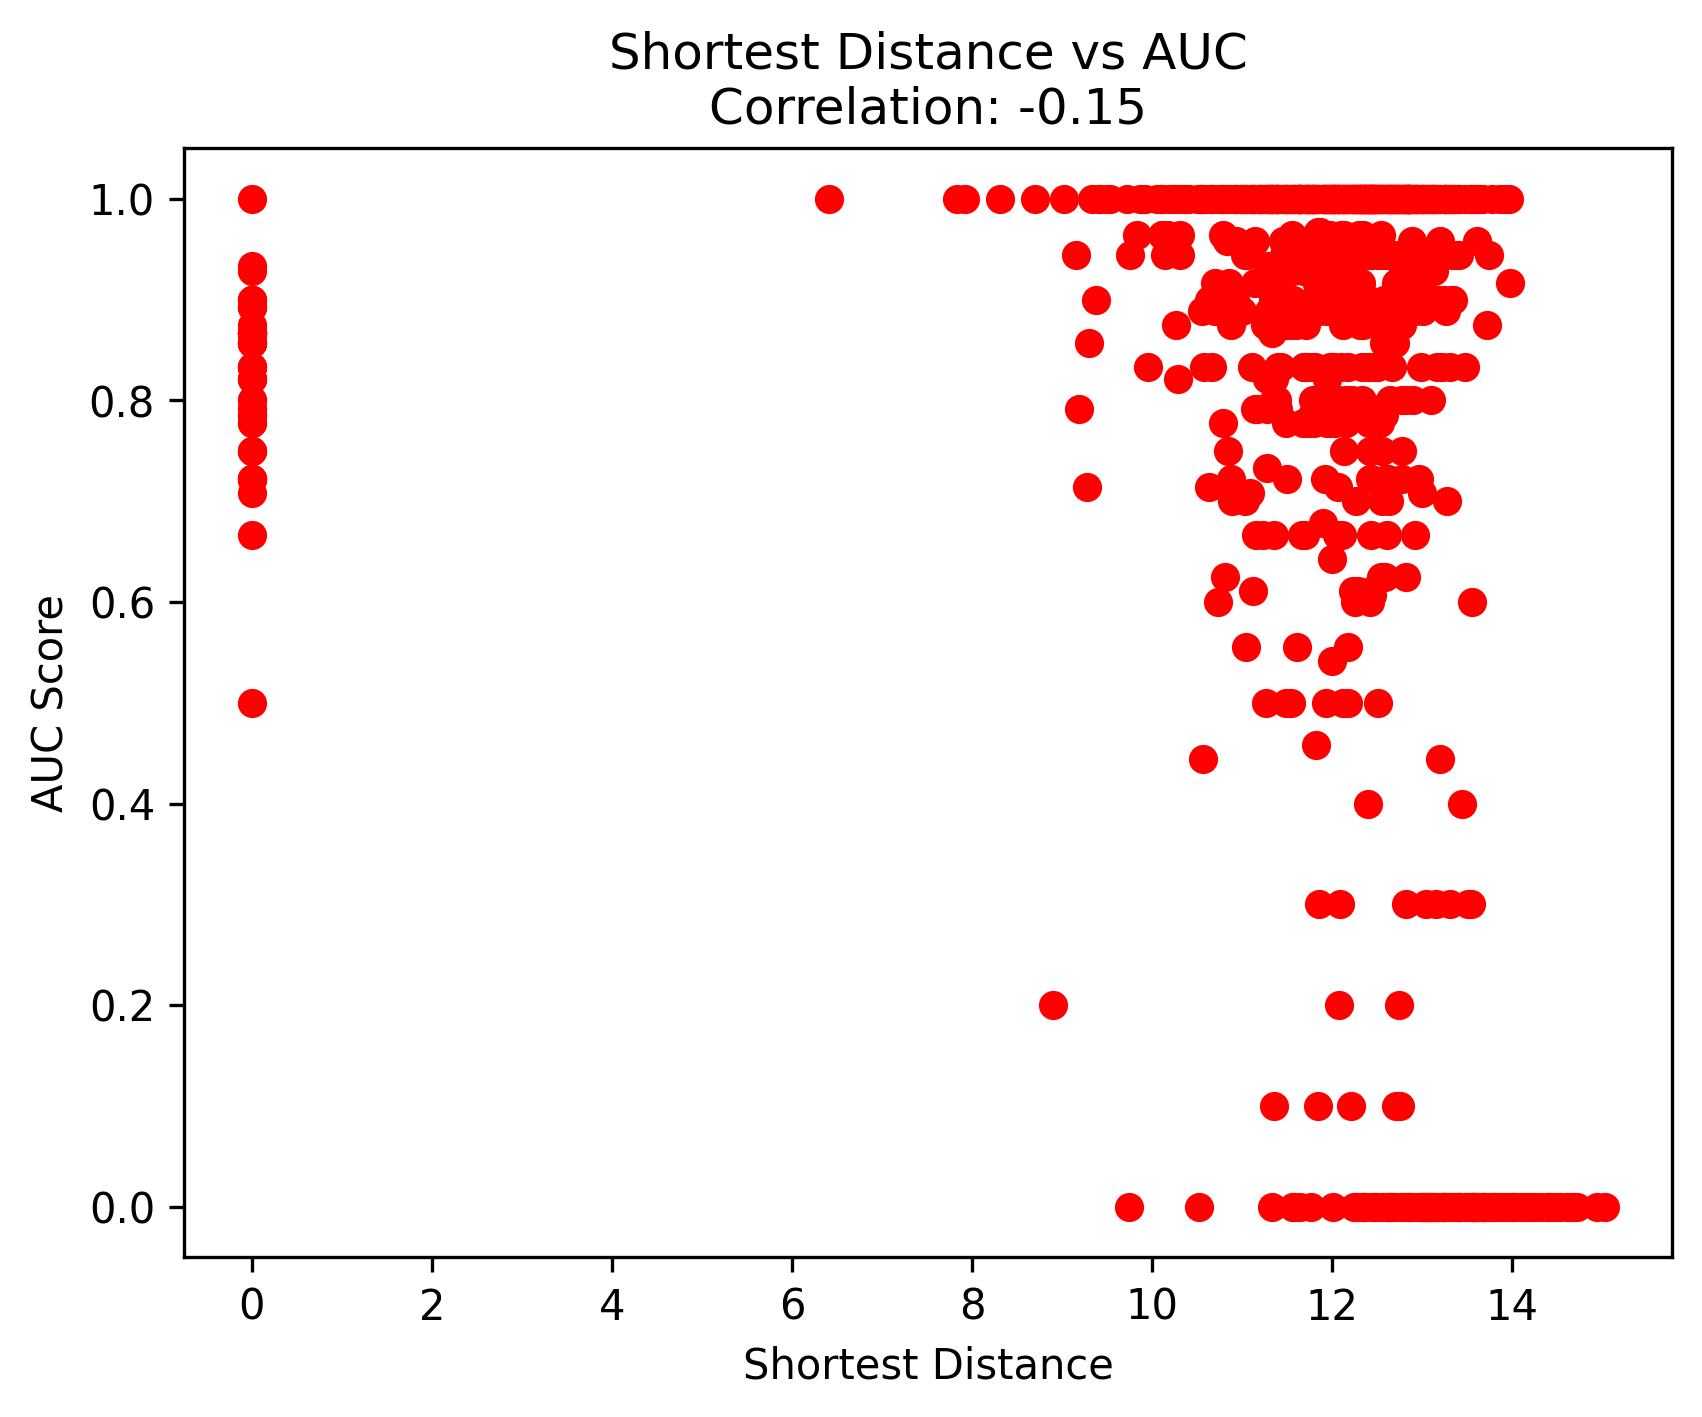 Shortest Distance vs AUC
Correlation: -0.15
AUC Score
1.0
0.8
0.6
0.4
0.2
0.0
0 2 4 6 8 10 12 14
Shortest Distance